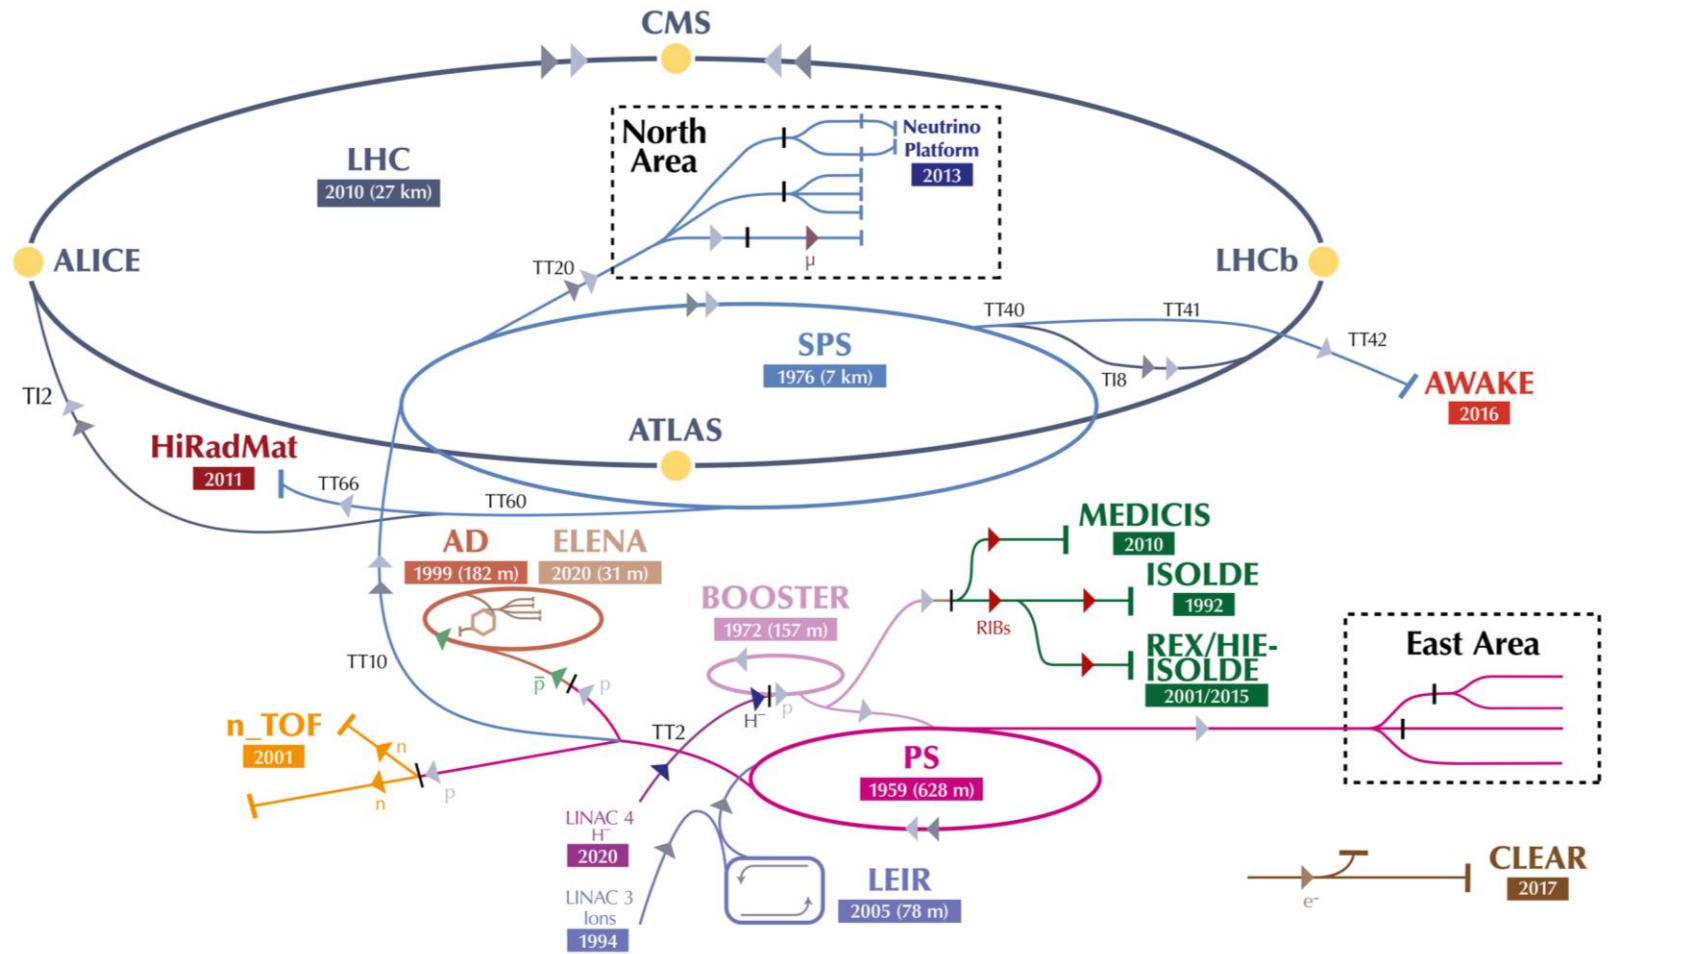 CMS
North
Area
Neutrino
Platform
2013
LHC
2010 (27 km)
μ
ALICE
LHCb
TT20
TT40
TT41
TT42
SPS
1976 (7 km)
TI8
TI2
AWAKE
2016
ATLAS
HiRadMat
2011
TT66
TT60
MEDICIS
2010
AD
1999 (182 m)
ELENA
2020 (31 m)
ISOLDE
1992
BOOSTER
1972 (157 m)
RIBs
REX/HIE-
ISOLDE
2001/2015
East Area
TT10
p̅
p
H⁻
p
n_TOF
2001
n
n
p
TT2
PS
1959 (628 m)
LINAC 4
H⁻
2020
LINAC 3
Ions
1994
LEIR
2005 (78 m)
CLEAR
2017
e⁻